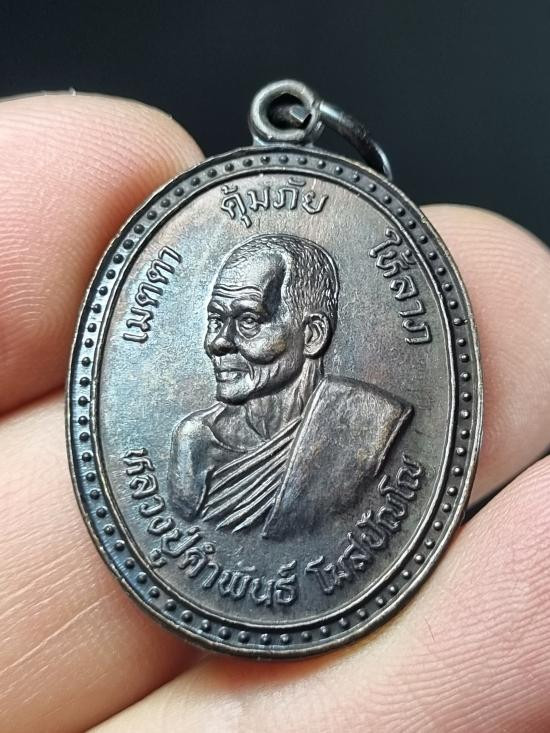 เมตตา คุ้มภัย ให้ลาภ
หลวงปู่คำพันธ์ โฆสปัญโญ